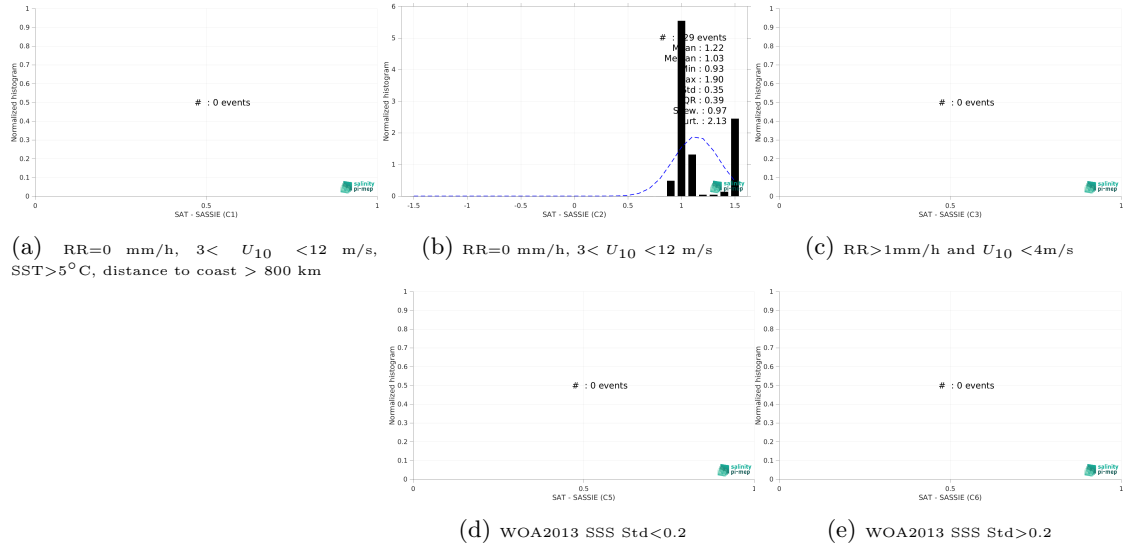 1
0.9
0.8
0.7
0.6
0.5
0.4
0.3
0.2
0.1
0
Normalized histogram
# : 0 events
salinity
pi-mep
0 0.5 1
SAT - SASSIE (C1)
(a) RR=0 mm/h, 3< U10 <12 m/s,
SST>5°C, distance to coast > 800 km
6
5
4
3
2
1
0
Normalized histogram
29 events
: 1.22
: 1.03
: 0.93
: 1.90
: 0.35
: 0.39
: 0.97
: 2.13
salinity
pi-mep
-1.5 -1 -0.5 0 0.5 1 1.5
SAT - SASSIE (C2)
(b) RR=0 mm/h, 3< U10 <12 m/s
1
0.9
0.8
0.7
0.6
0.5
0.4
0.3
0.2
0.1
0
Normalized histogram
# : 0 events
salinity
pi-mep
0 0.5 1
SAT - SASSIE (C3)
(c) RR>1mm/h and U10 <4m/s
1
0.9
0.8
0.7
0.6
0.5
0.4
0.3
0.2
0.1
0
Normalized histogram
# : 0 events
salinity
pi-mep
0 0.5 1
SAT - SASSIE (C5)
(d) WOA2013 SSS Std<0.2
1
0.9
0.8
0.7
0.6
0.5
0.4
0.3
0.2
0.1
0
Normalized histogram
# : 0 events
salinity
pi-mep
0 0.5 1
SAT - SASSIE (C6)
(e) WOA2013 SSS Std>0.2